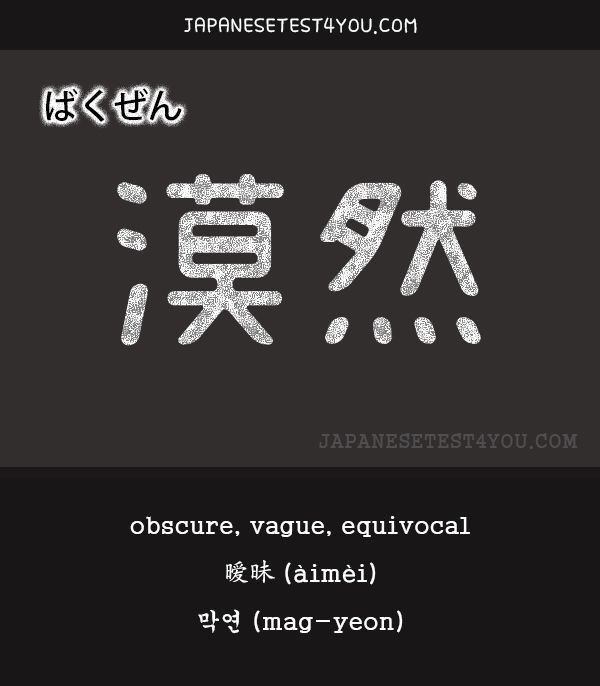 JAPANESETEST4YOU.COM
ばくぜん
漠然
JAPANESETEST4YOU.COM
obscure, vague, equivocal
曖昧 (àimèi)
막연 (mag-yeon)